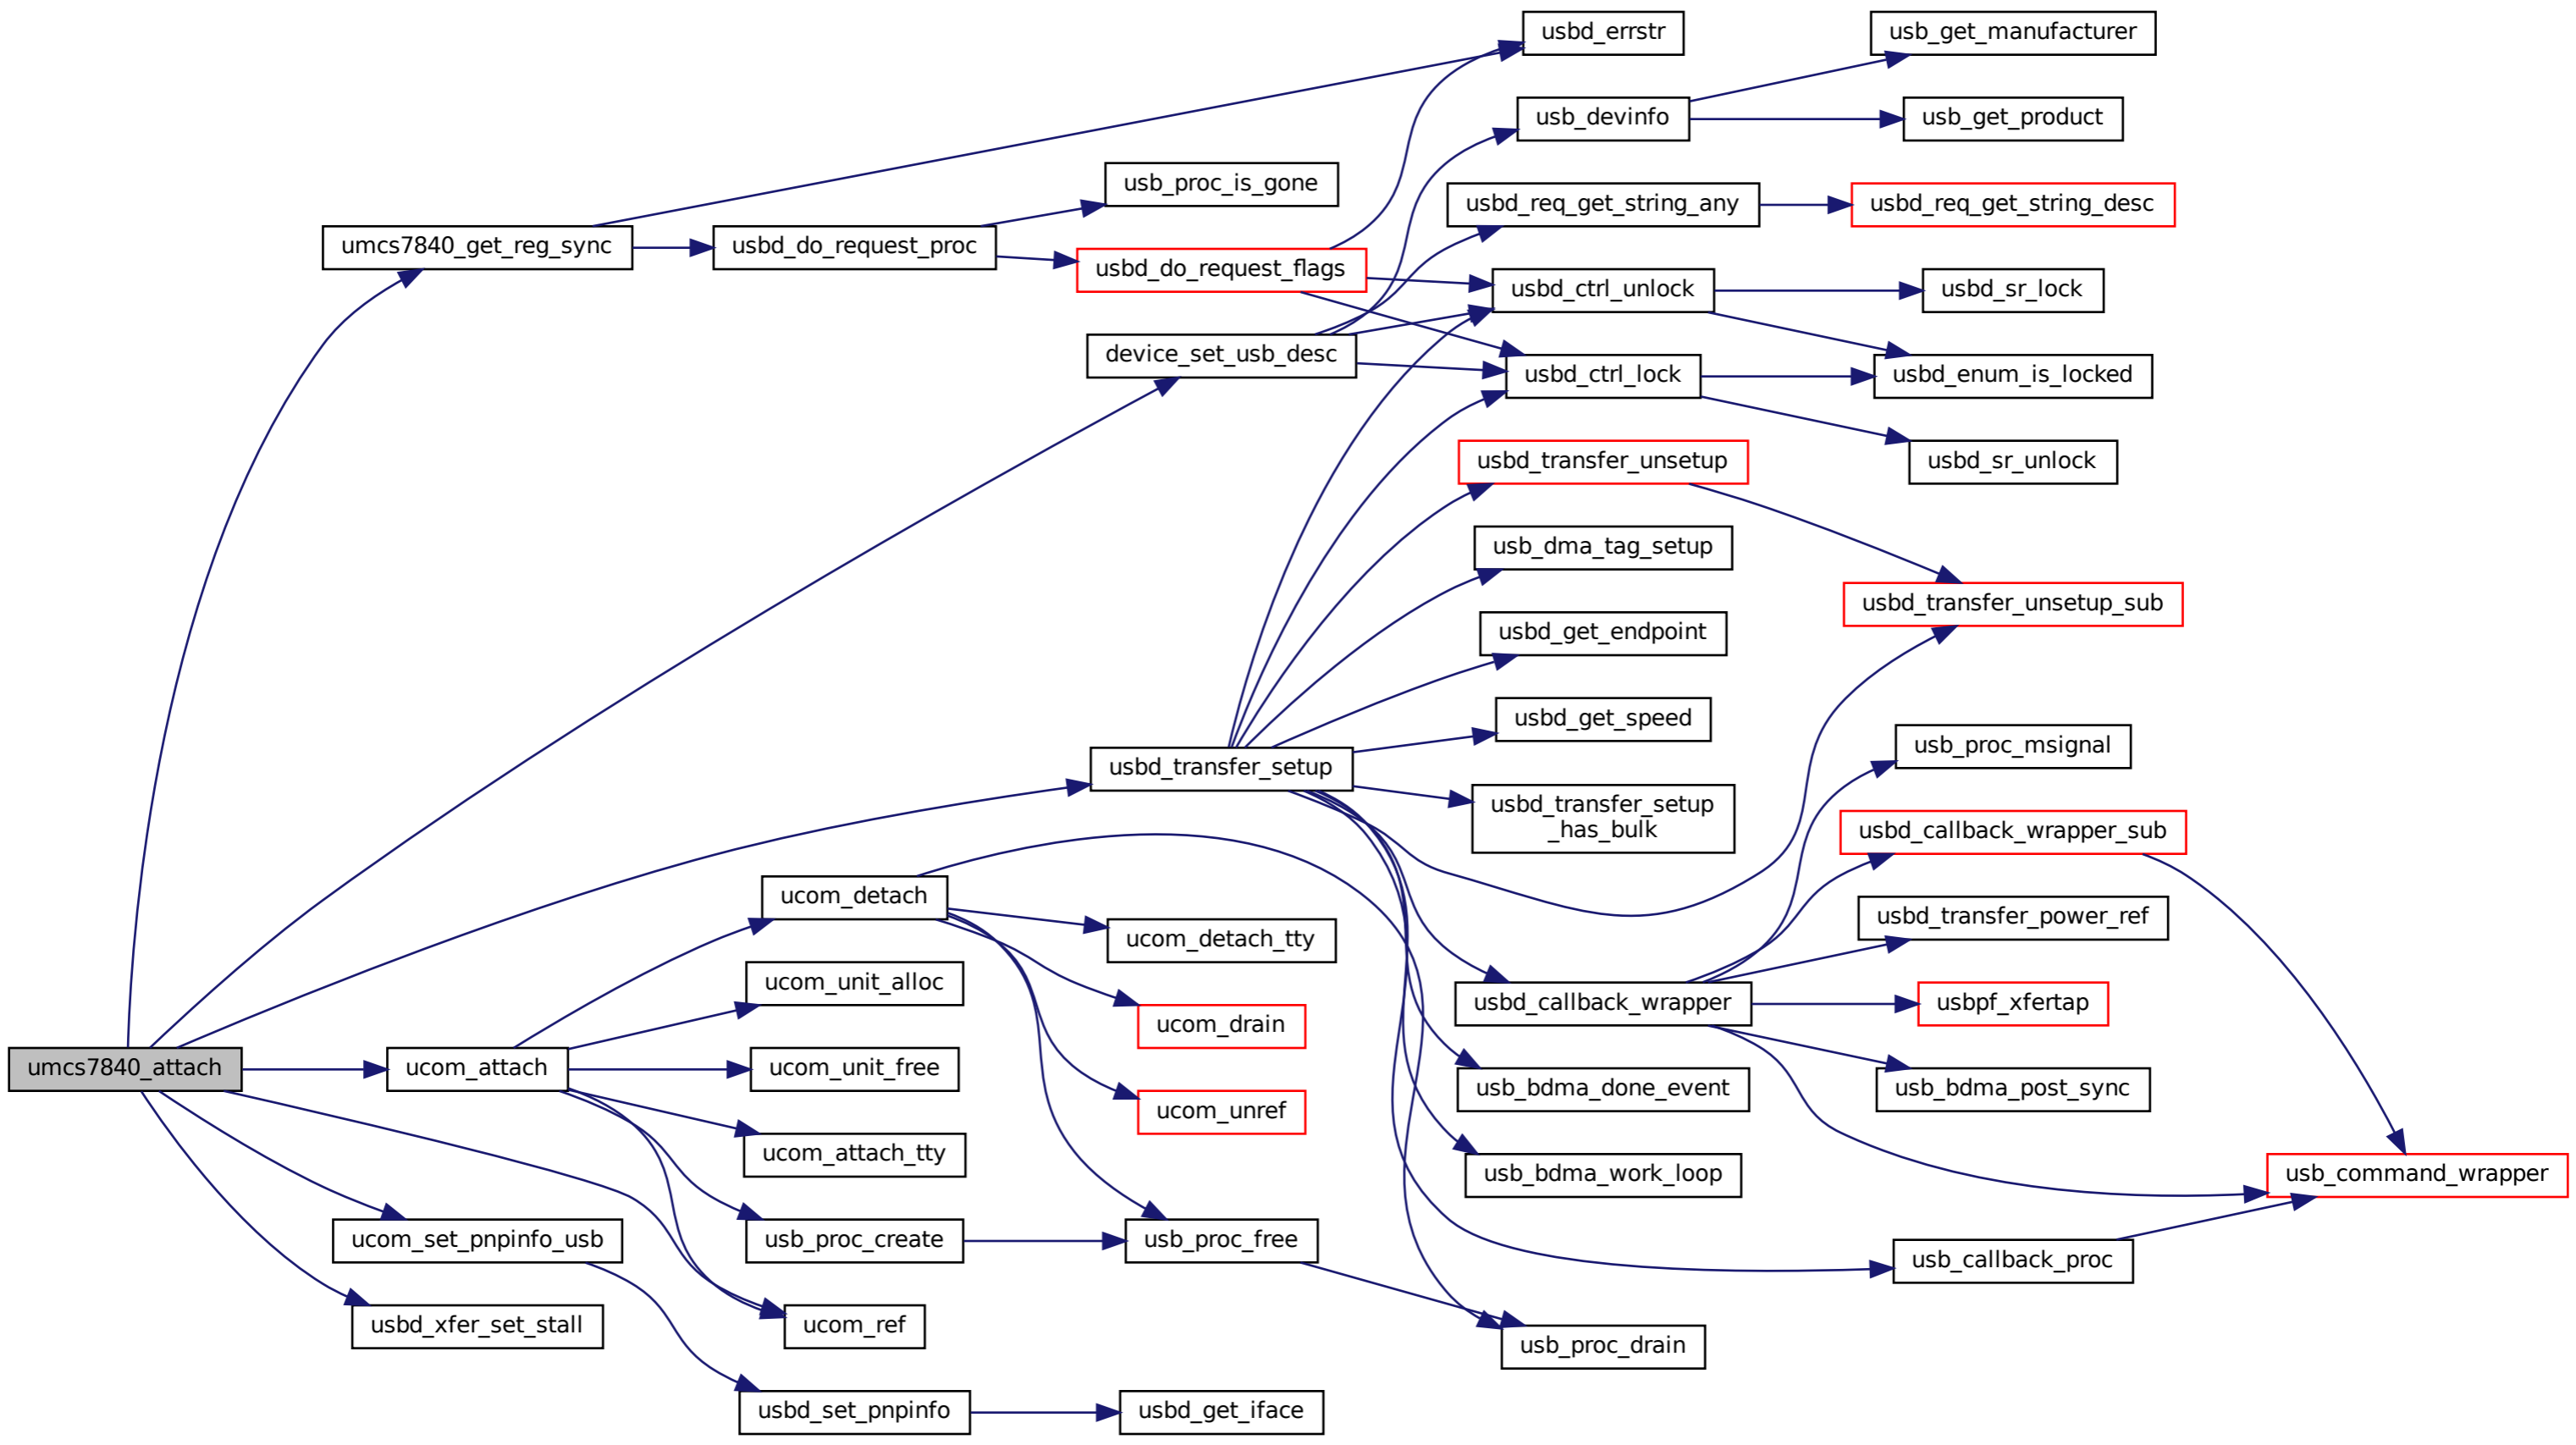 usbd_errstr
usb_get_manufacturer
usb_devinfo
usb_get_product
usb_proc_is_gone
usbd_req_get_string_any
usbd_req_get_string_desc
umcs7840_get_reg_sync
usbd_do_request_proc
usbd_do_request_flags
usbd_ctrl_unlock
usbd_sr_lock
device_set_usb_desc
usbd_ctrl_lock
usbd_enum_is_locked
usbd_transfer_unsetup
usbd_sr_unlock
usb_dma_tag_setup
usbd_transfer_unsetup_sub
usbd_get_endpoint
usbd_get_speed
usb_proc_msignal
usbd_transfer_setup
usbd_transfer_setup
_has_bulk
usbd_callback_wrapper_sub
ucom_detach
usbd_transfer_power_ref
ucom_detach_tty
ucom_unit_alloc
usbd_callback_wrapper
usbpf_xfertap
ucom_drain
umcs7840_attach
ucom_attach
ucom_unit_free
usb_bdma_done_event
usb_bdma_post_sync
ucom_unref
ucom_attach_tty
usb_bdma_work_loop
usb_command_wrapper
ucom_set_pnpinfo_usb
usb_proc_create
usb_proc_free
usb_callback_proc
usbd_xfer_set_stall
ucom_ref
usb_proc_drain
usbd_set_pnpinfo
usbd_get_iface